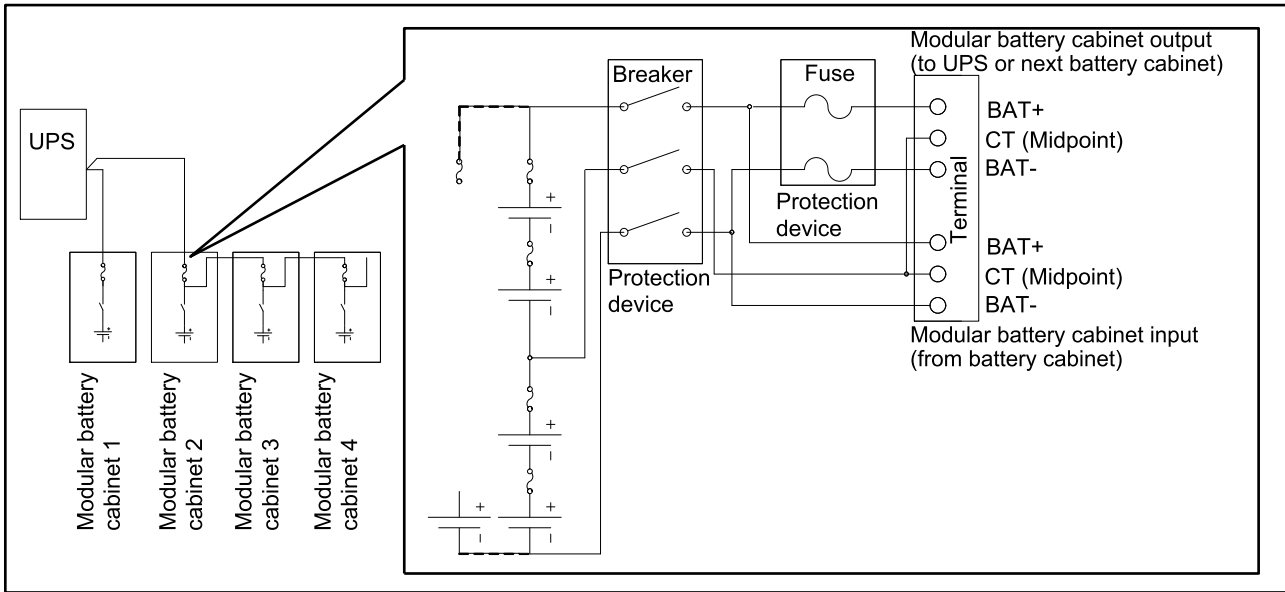 UPS
Modular battery
cabinet 1
Modular battery
cabinet 2
Modular battery
cabinet 3
Modular battery
cabinet 4
Breaker
Protection
device
Fuse
Protection
device
Modular battery cabinet output
(to UPS or next battery cabinet)
BAT+
CT (Midpoint)
BAT-
Terminal
BAT+
CT (Midpoint)
BAT-
Modular battery cabinet input
(from battery cabinet)
+
-
+
-
+
-
+
-
+
-